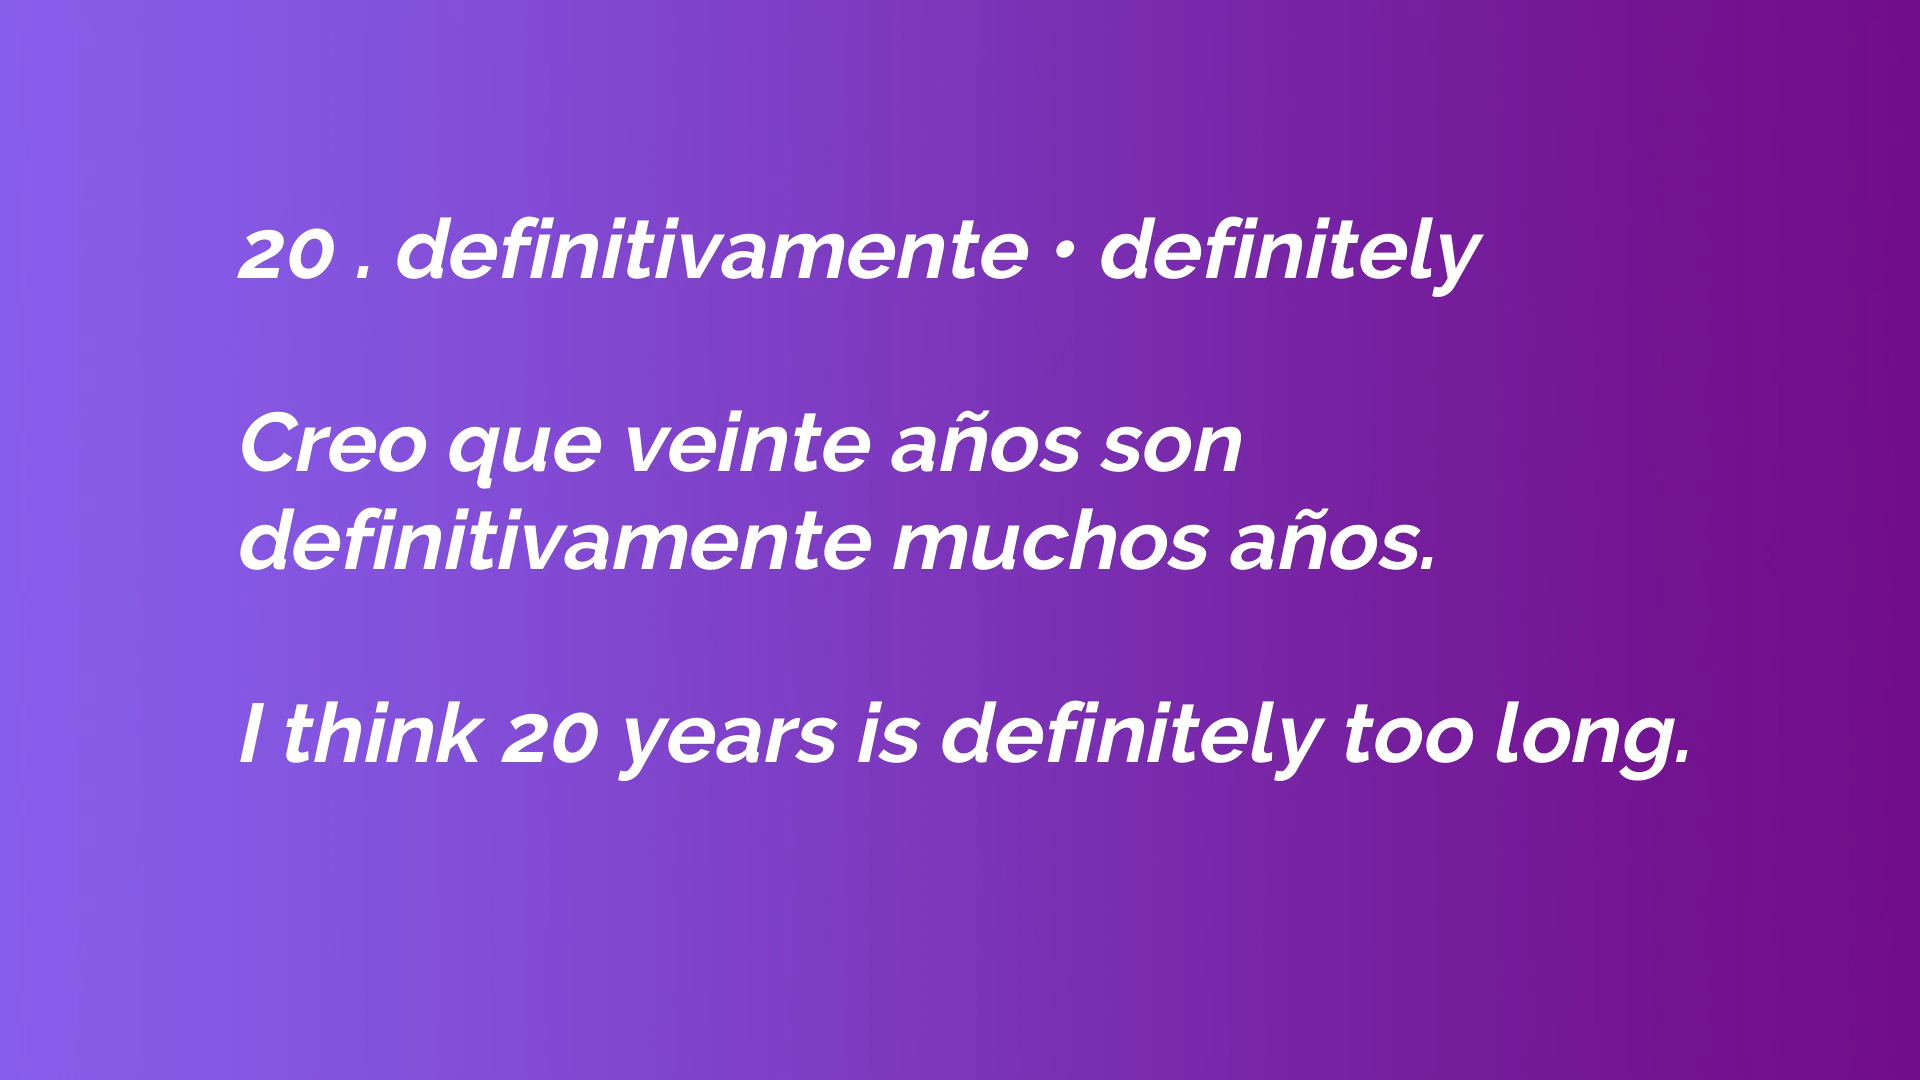 20 . definitivamente • definitely
Creo que veinte años son
definitivamente muchos años.
I think 20 years is definitely too long.